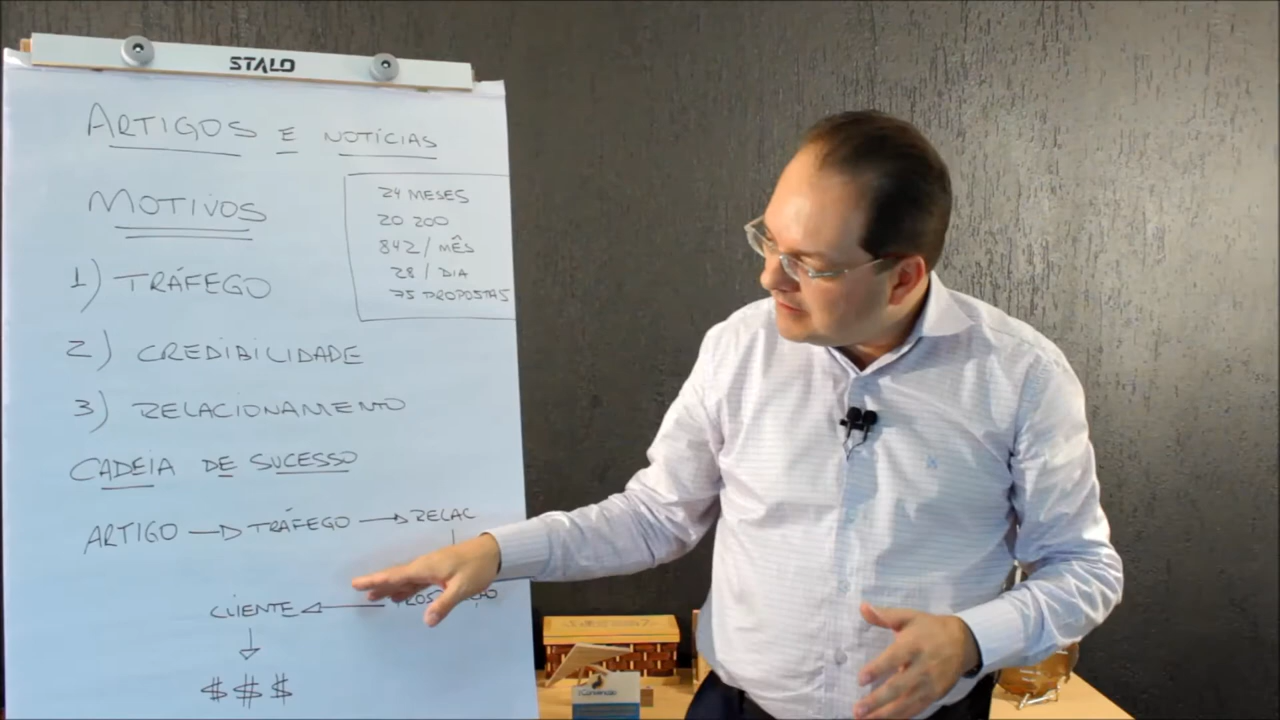 STALO
ARTIGOS E NOTÍCIAS
MOTIVOS
24 MESES
20 200
842 / MÊS
28 / DIA
75 PROPOSTAS
1) TRÁFEGO
2) CREDIBILIDADE
3) RELACIONAMENTO
CADEIA DE SUCESSO
ARTIGO → TRÁFEGO → RELAC
CLIENTE ←
↓
$ $ $